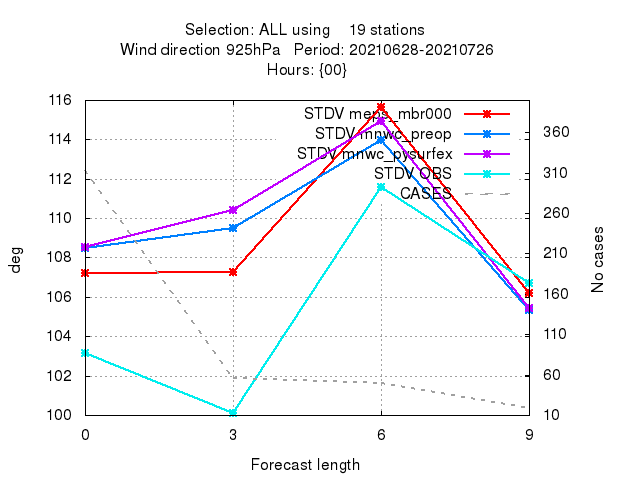 Selection: ALL using 19 stations
Wind direction 925hPa Period: 20210628-20210726
Hours: {00}
116
114
112
110
108
106
104
102
100
deg
STDV meps_mbr000
STDV mnwc_preop
STDV mnwc_pysurfex
STDV OBS
CASES
360
310
260
210
160
110
60
10
No cases
0 3 6 9
Forecast length